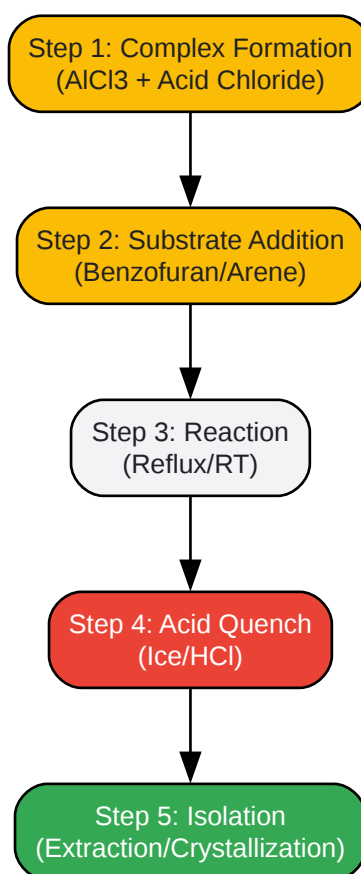 Step 1: Complex Formation
(AlCl3 + Acid Chloride)
Step 2: Substrate Addition
(Benzofuran/Arene)
Step 3: Reaction
(Reflux/RT)
Step 4: Acid Quench
(Ice/HCl)
Step 5: Isolation
(Extraction/Crystallization)